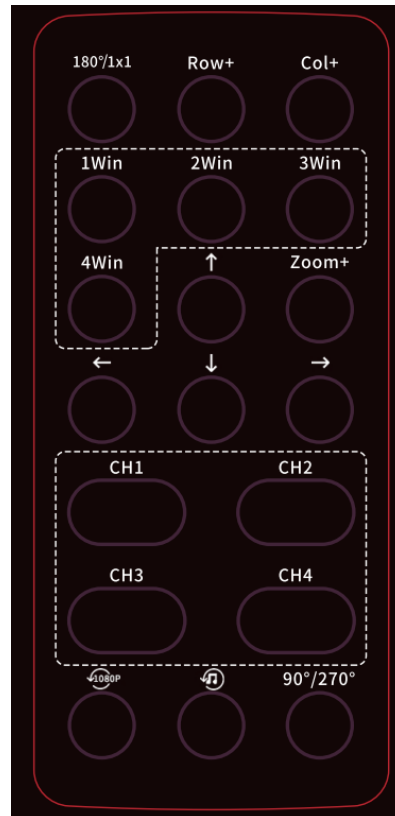 180°/1x1 Row+ Col+
1Win 2Win 3Win
4Win ↑ Zoom+
← ↓ →
CH1 CH2
CH3 CH4
1080P 90°/270°